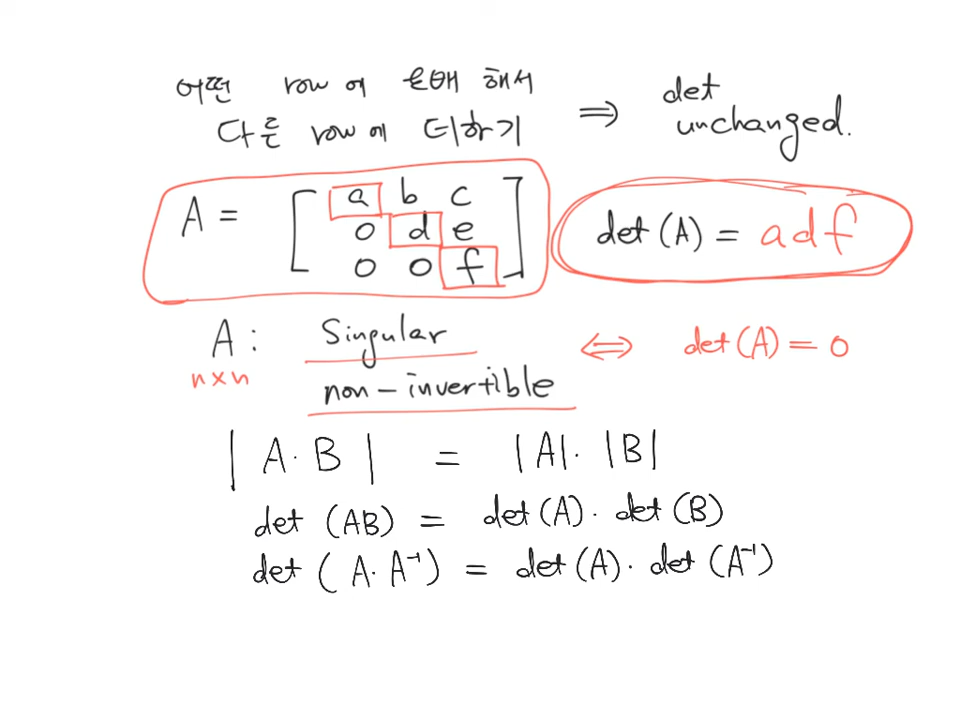 어떤 row에 곱배 해서 ⇒ det
다른 row에 더하기 unchanged.
A = [ a b c
0 d e
0 0 f ] det (A) = adf
A : Singular ⇔ det(A) = 0
n×n non-invertible
| A·B | = |A|·|B|
det (AB) = det(A)·det(B)
det (A·A⁻¹) = det(A)·det(A⁻¹)